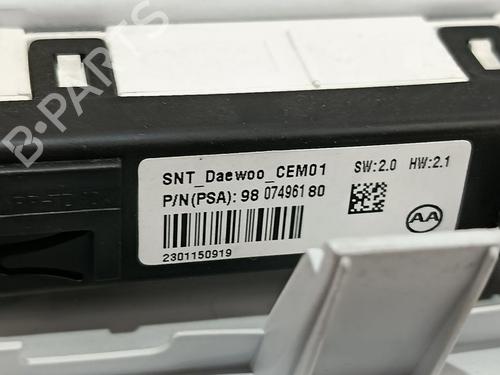 B-PARTS
SNT_Daewoo_CEM01 SW:2.0 HW:2.1
P/N(PSA): 98 074961 80
AA
2301150919